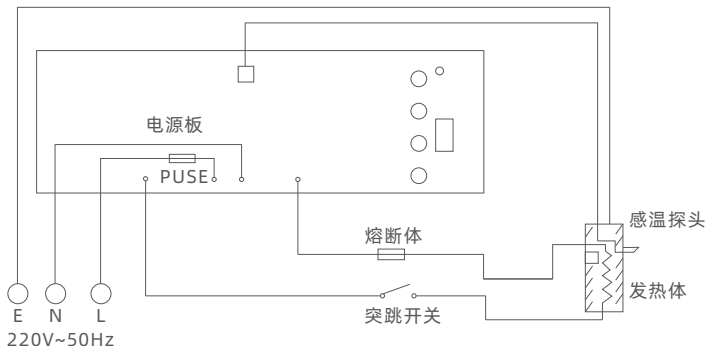 电源板
PUSE
感温探头
熔断体
发热体
E N L
突跳开关
220V~50Hz